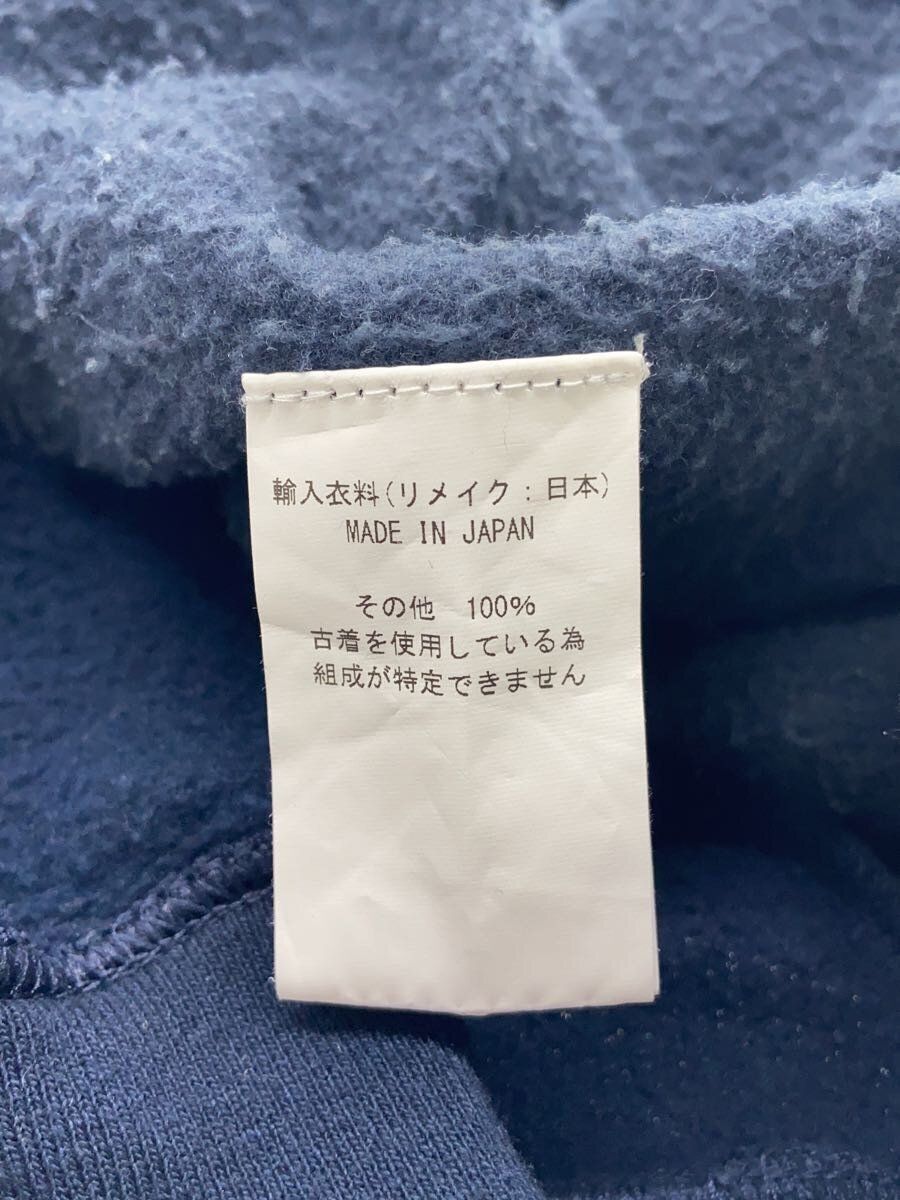 輸入衣料(リメイク:日本)
MADE IN JAPAN
その他 100%
古着を使用している為
組成が特定できません